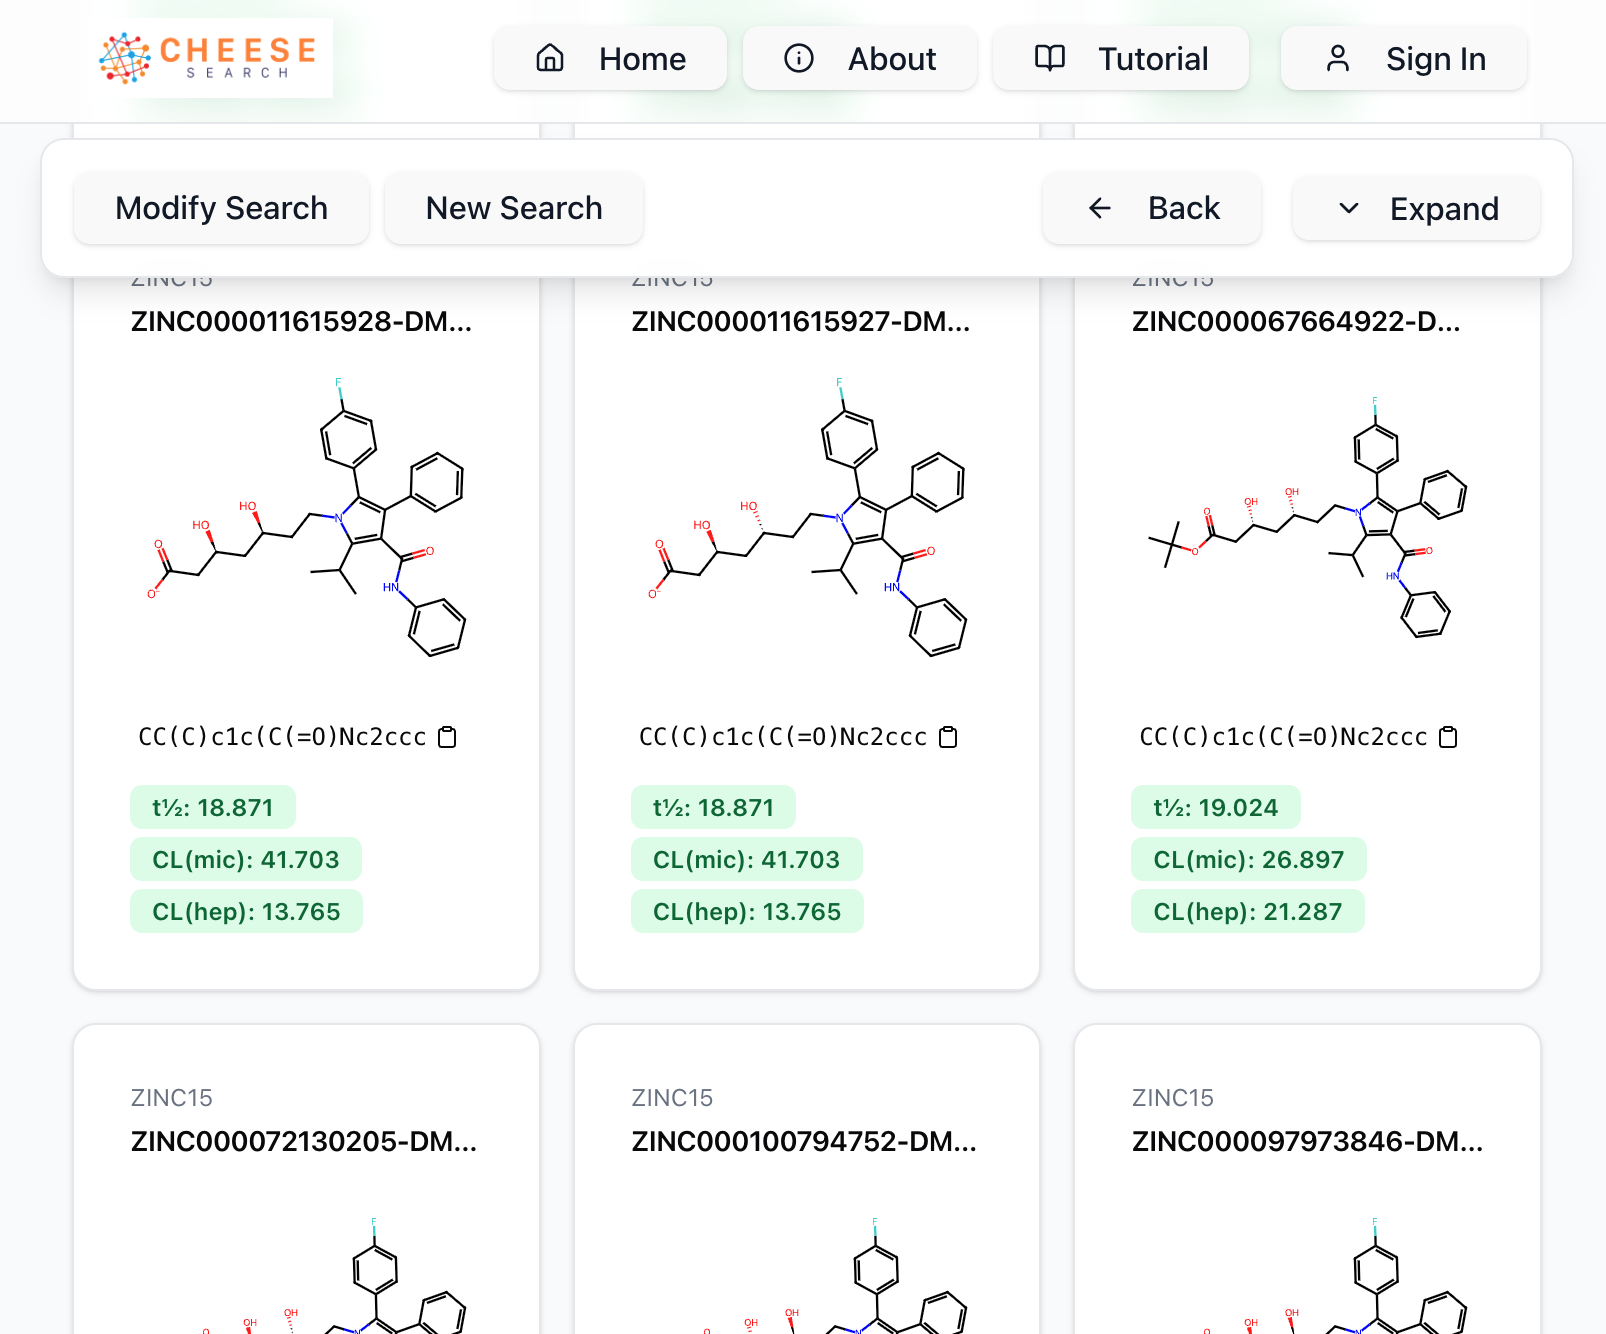 CHEESE
SEARCH
Home
About
Tutorial
Sign In
Modify Search
New Search
Back
Expand
ZINC15
ZINC000011615928-DM...
F
HO
HO
N
O
O
O⁻
HN
CC(C)c1c(C(=O)Nc2ccc
t½: 18.871
CL(mic): 41.703
CL(hep): 13.765
ZINC15
ZINC000011615927-DM...
F
HO
HO
N
O
O
O⁻
HN
CC(C)c1c(C(=O)Nc2ccc
t½: 18.871
CL(mic): 41.703
CL(hep): 13.765
ZINC15
ZINC000067664922-D...
F
OH
OH
O
N
O
O
HN
CC(C)c1c(C(=O)Nc2ccc
t½: 19.024
CL(mic): 26.897
CL(hep): 21.287
ZINC15
ZINC000072130205-DM...
F
OH
OH
O
N
ZINC15
ZINC000100794752-DM...
F
OH
OH
O
N
ZINC15
ZINC000097973846-DM...
F
OH
OH
O
N